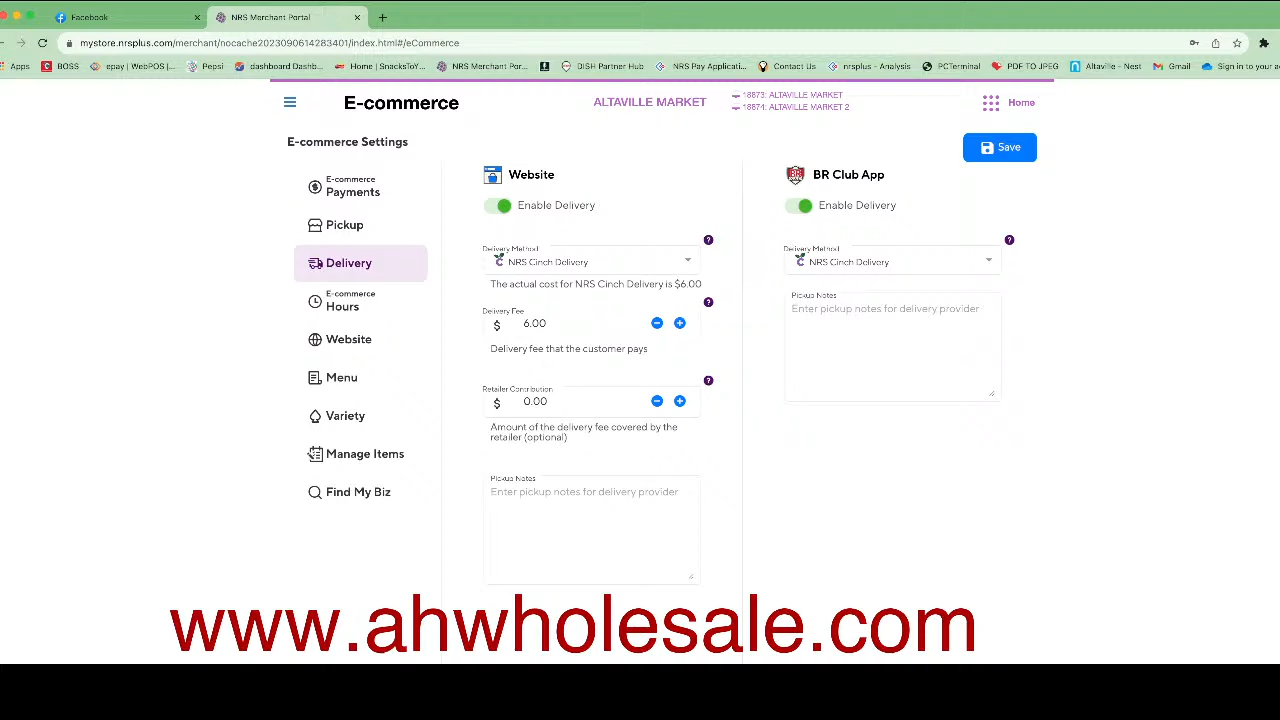 Facebook
NRS Merchant Portal
mystore.nrsplus.com/merchant/nocache2023090614283401/index.html#/eCommerce
Apps
BOSS
epay | WebPOS |...
Pepsi
dashboard Dashb...
Home | SnacksToY...
NRS Merchant Por...
DISH Partner Hub
NRS Pay Applicati...
Contact Us
nrsplus - Analysis
PCTerminal
PDF TO JPEG
Altaville - Nest
Gmail
Sign in to your a
E-commerce
ALTAVILLE MARKET
18873: ALTAVILLE MARKET
18874: ALTAVILLE MARKET 2
Home
E-commerce Settings
Save
E-commerce
Payments
Pickup
Delivery
E-commerce
Hours
Website
Menu
Variety
Manage Items
Find My Biz
Website
Enable Delivery
Delivery Method
NRS Cinch Delivery
The actual cost for NRS Cinch Delivery is $6.00
Delivery Fee
$ 6.00
Delivery fee that the customer pays
Retailer Contribution
$ 0.00
Amount of the delivery fee covered by the
retailer (optional)
Pickup Notes
Enter pickup notes for delivery provider
BR Club App
Enable Delivery
Delivery Method
NRS Cinch Delivery
Pickup Notes
Enter pickup notes for delivery provider
www.ahwholesale.com